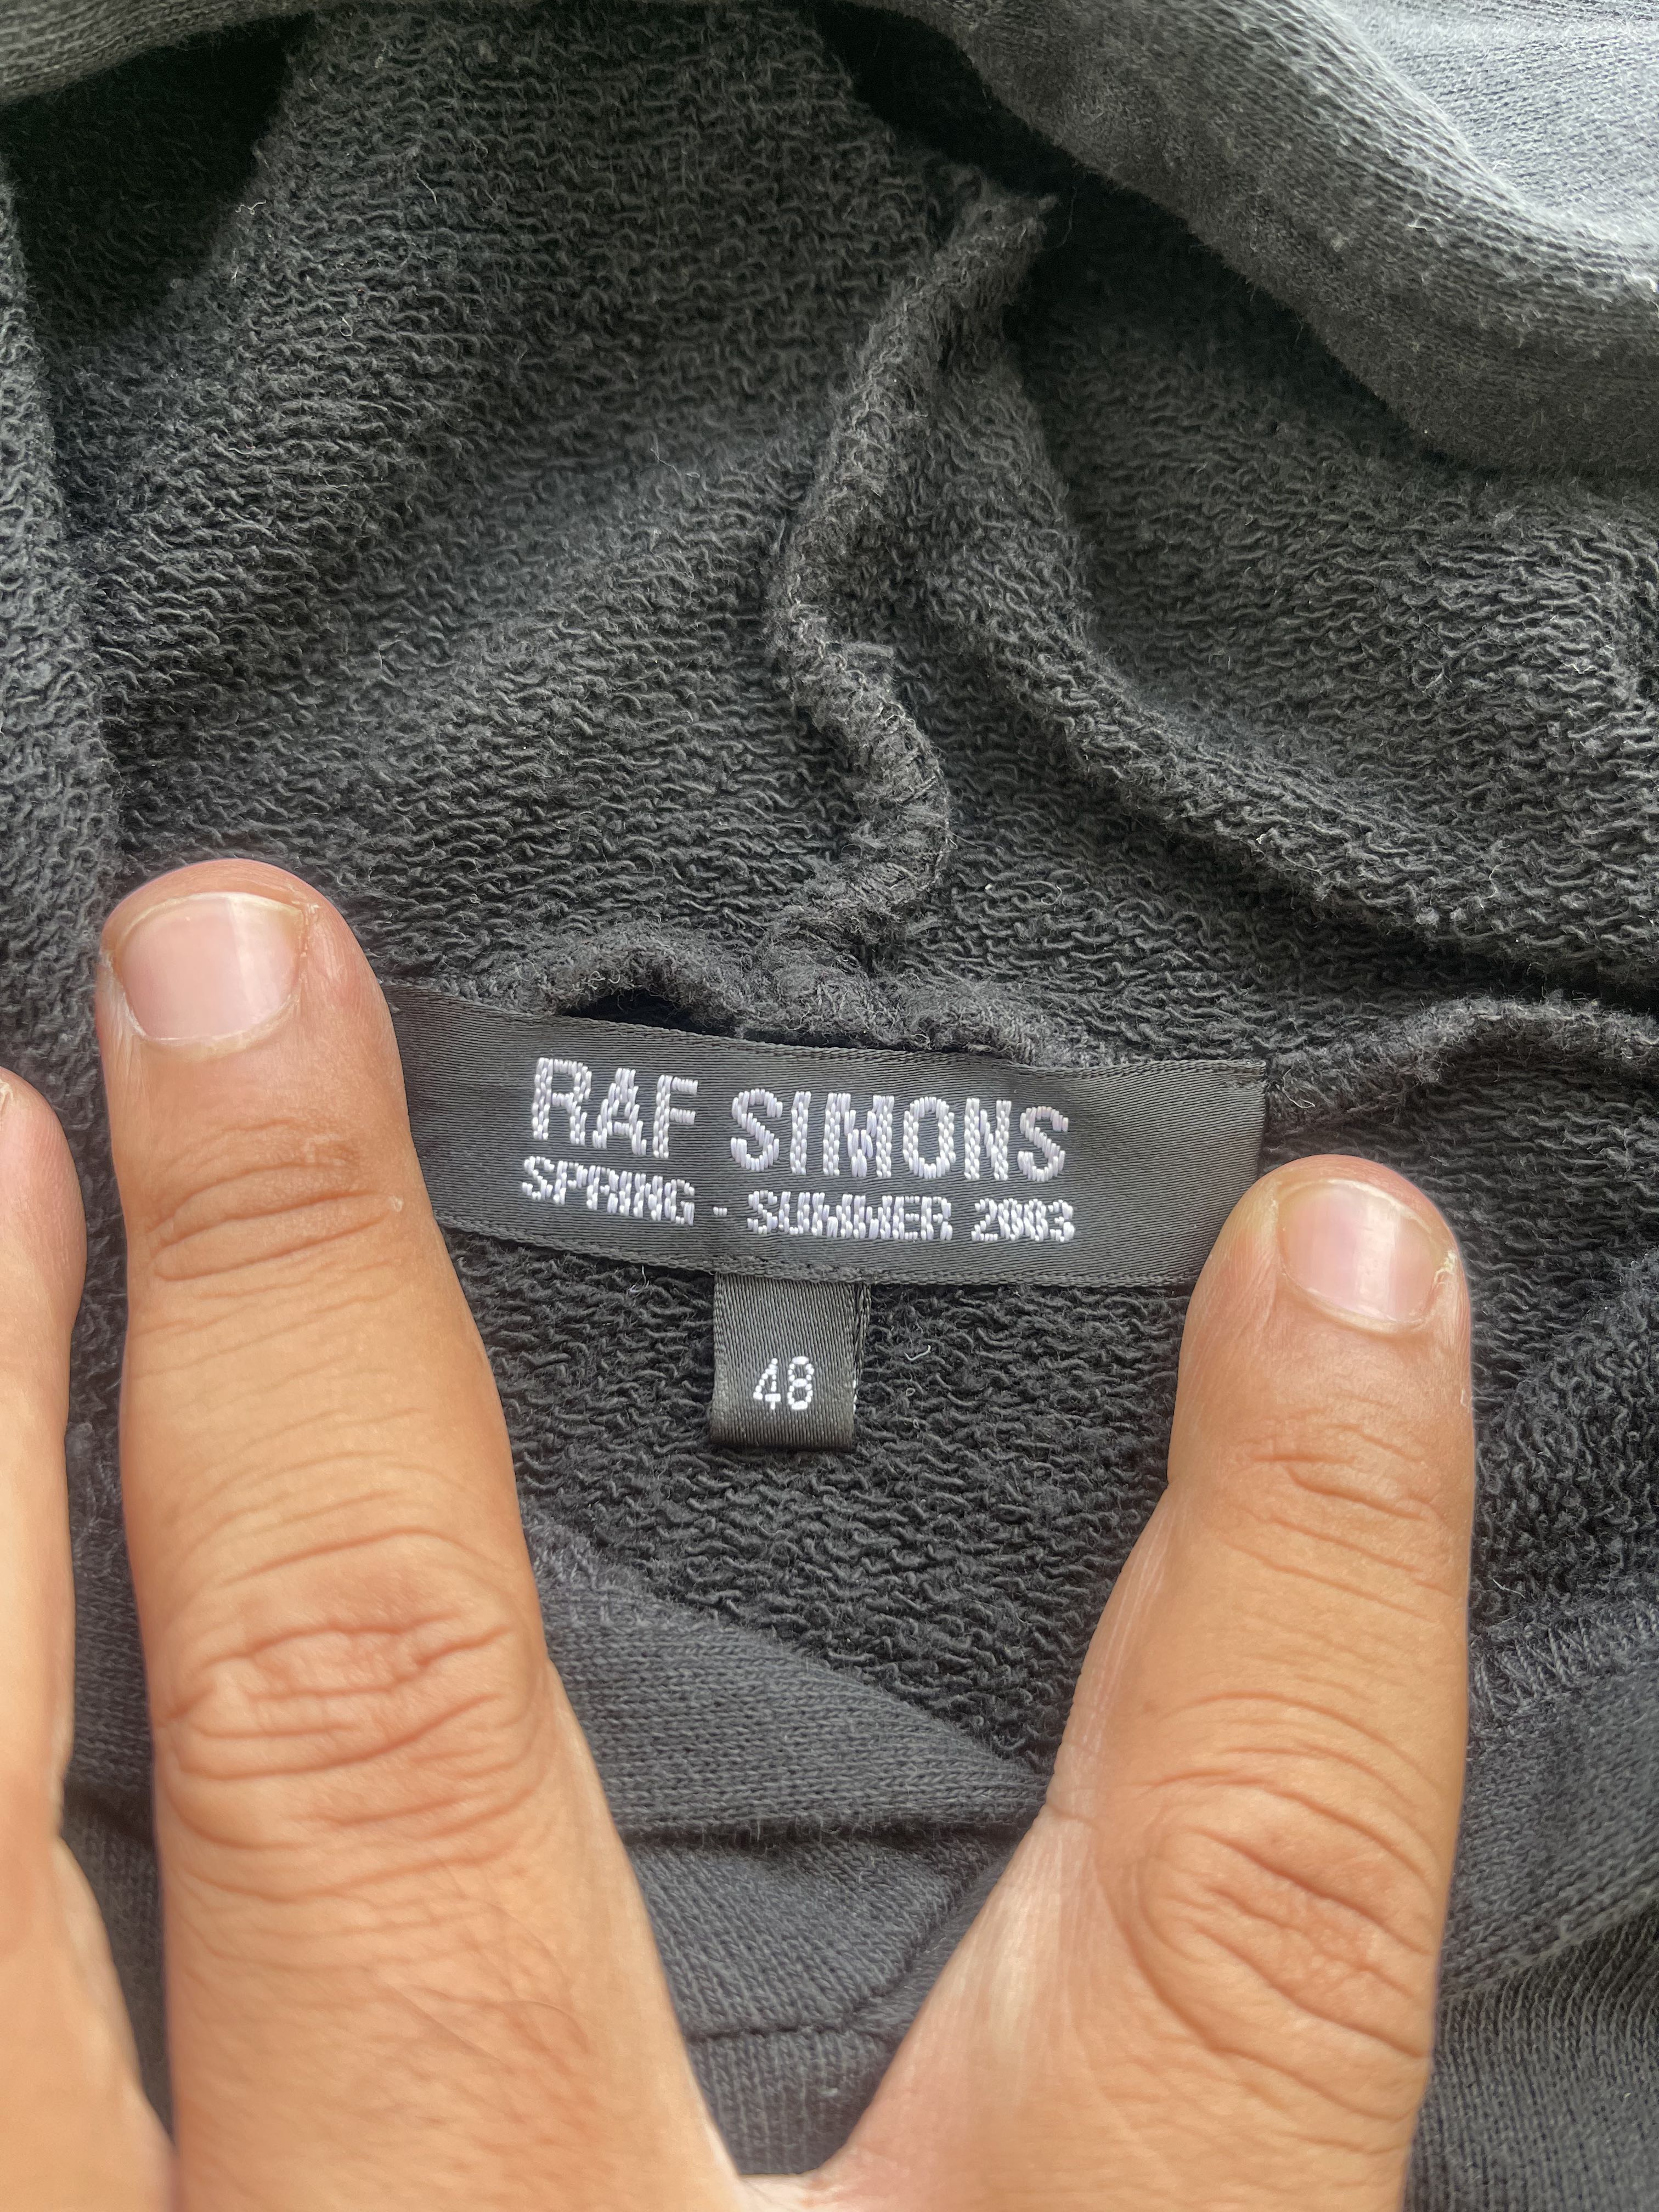 RAF SIMONS
SPRING - SUMMER 2003
48